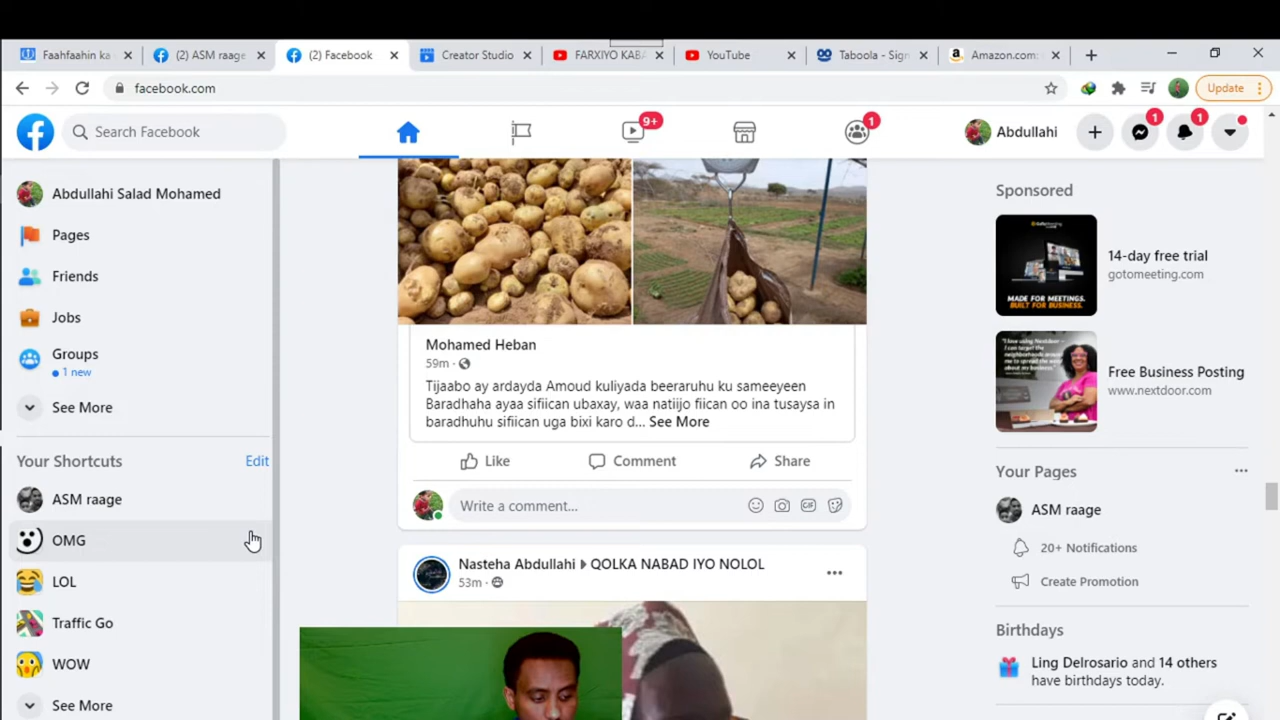 Faahfaahin ka
(2) ASM raage
(2) Facebook
Creator Studio
FARXIYO KABA
YouTube
Taboola - Sign
Amazon.com:
facebook.com
Update
Search Facebook
9+
1
Abdullahi
1
1
Abdullahi Salad Mohamed
Pages
Friends
Jobs
Groups
1 new
See More
Your Shortcuts
Edit
ASM raage
OMG
LOL
Traffic Go
WOW
See More
Mohamed Heban
59m
Tijaabo ay ardayda Amoud kuliyada beeraruhu ku sameeyeen
Baradhaha ayaa sifiican ubaxay, waa natiijo fiican oo ina tusaysa in
baradhuhu sifiican uga bixi karo d... See More
Like
Comment
Share
Write a comment...
GIF
Nasteha Abdullahi QOLKA NABAD IYO NOLOL
53m
Sponsored
MADE FOR MEETINGS.
BUILT FOR BUSINESS.
14-day free trial
gotomeeting.com
Free Business Posting
www.nextdoor.com
Your Pages
ASM raage
20+ Notifications
Create Promotion
Birthdays
Ling Delrosario and 14 others
have birthdays today.